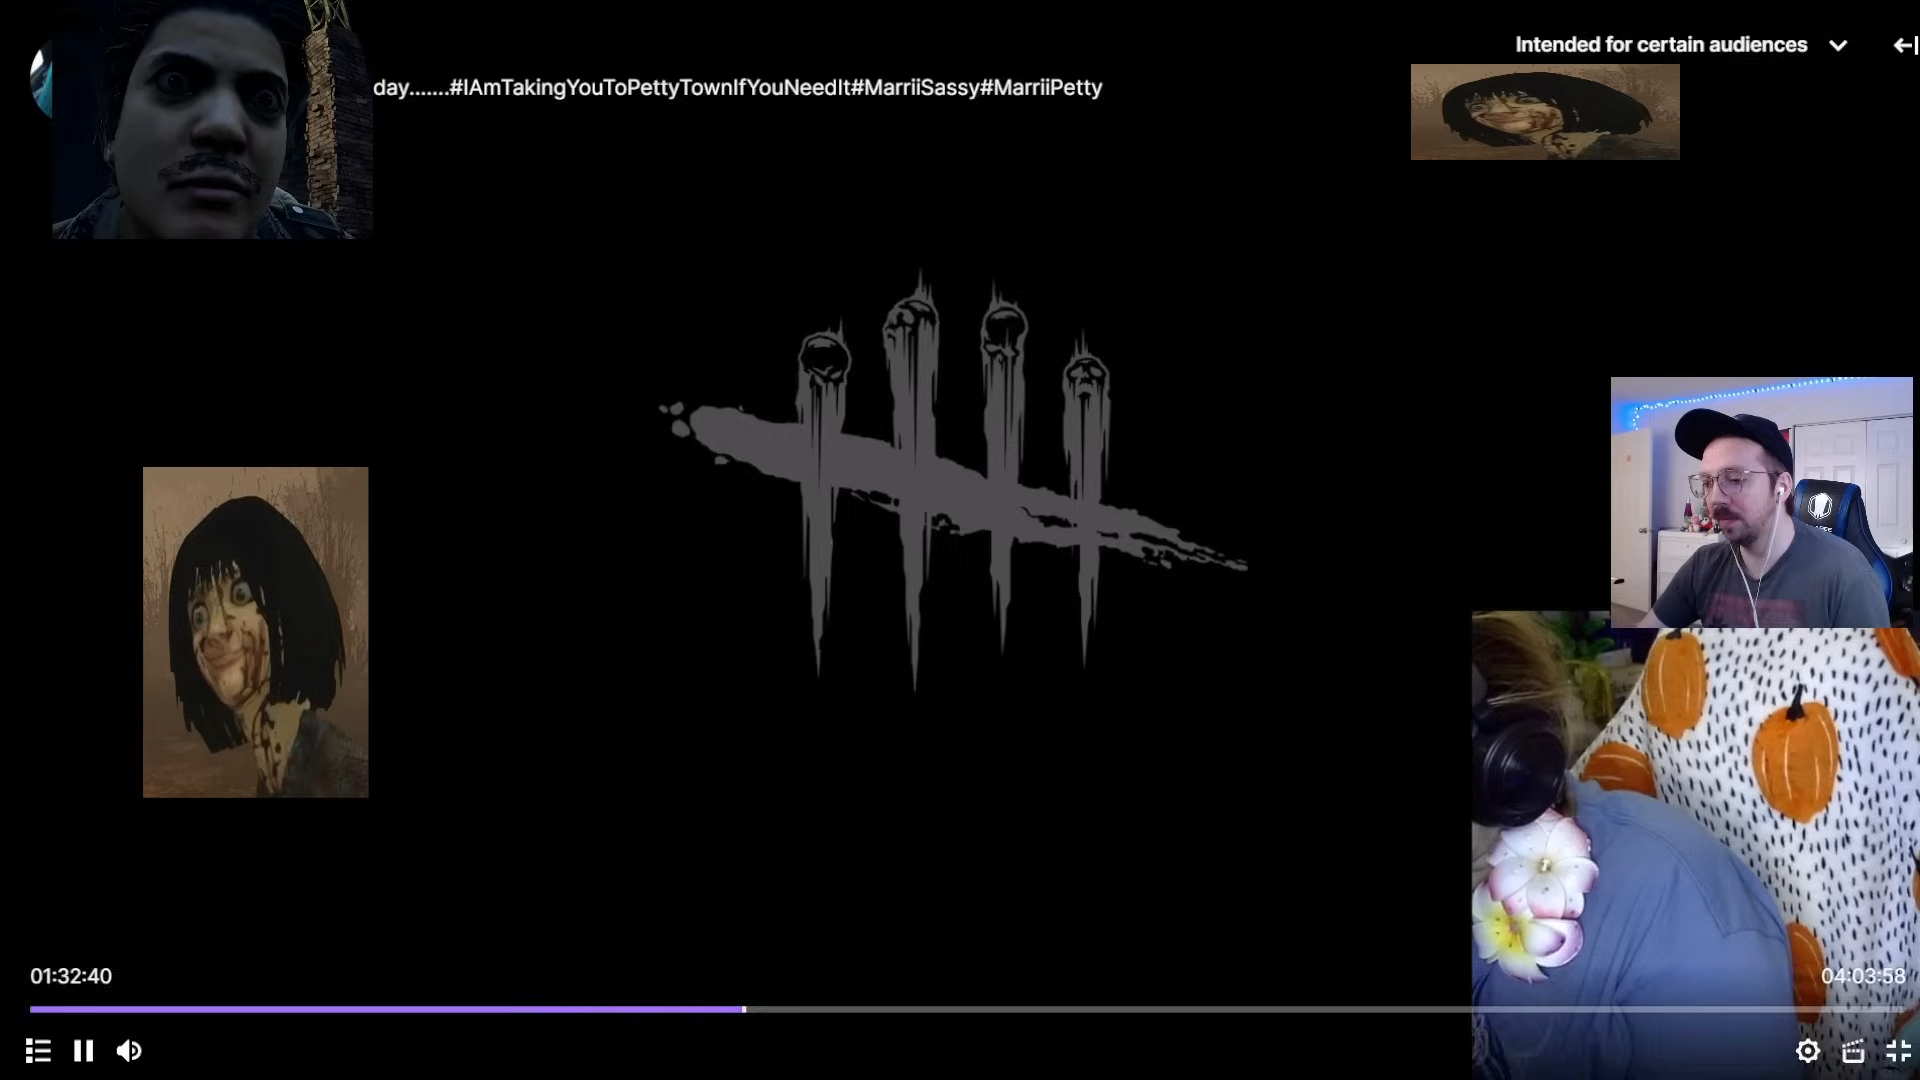 Intended for certain audiences
day.......#IAmTakingYouToPettyTownIfYouNeedIt#MarriiSassy#MarriiPetty
01:32:40
04:03:58